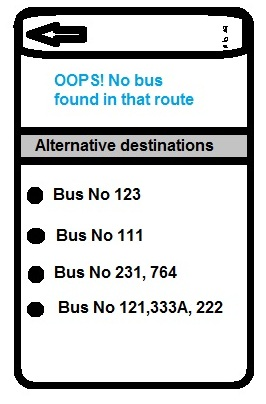 OOPS! No bus
found in that route
Alternative destinations
Bus No 123
Bus No 111
Bus No 231, 764
Bus No 121,333A, 222